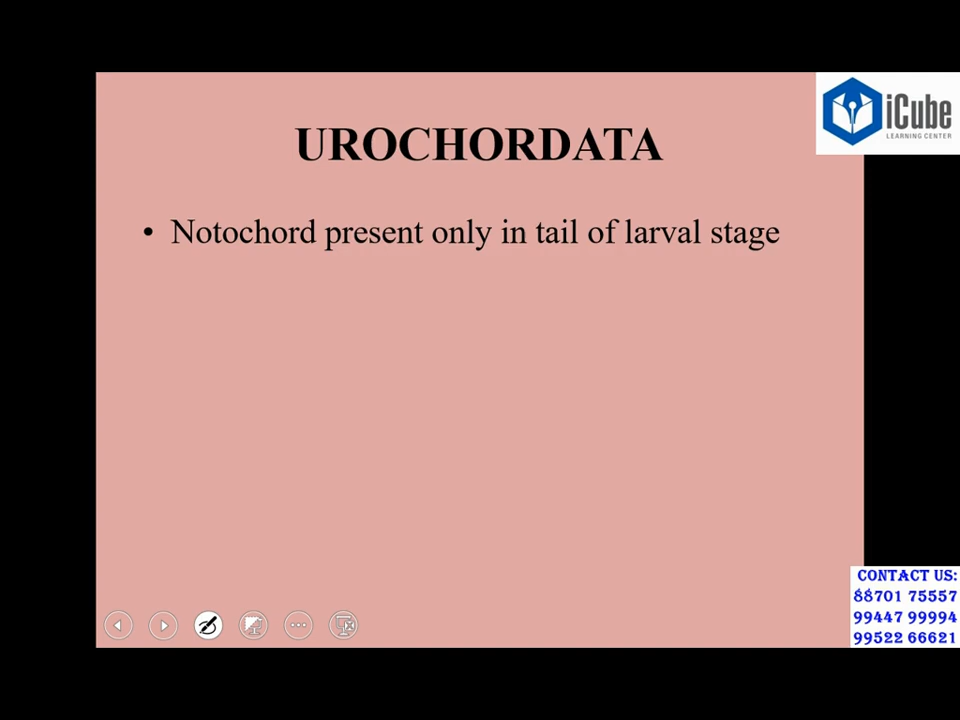 iCube
LEARNING CENTER
UROCHORDATA
• Notochord present only in tail of larval stage
CONTACT US:
88701 75557
99447 99994
99522 66621